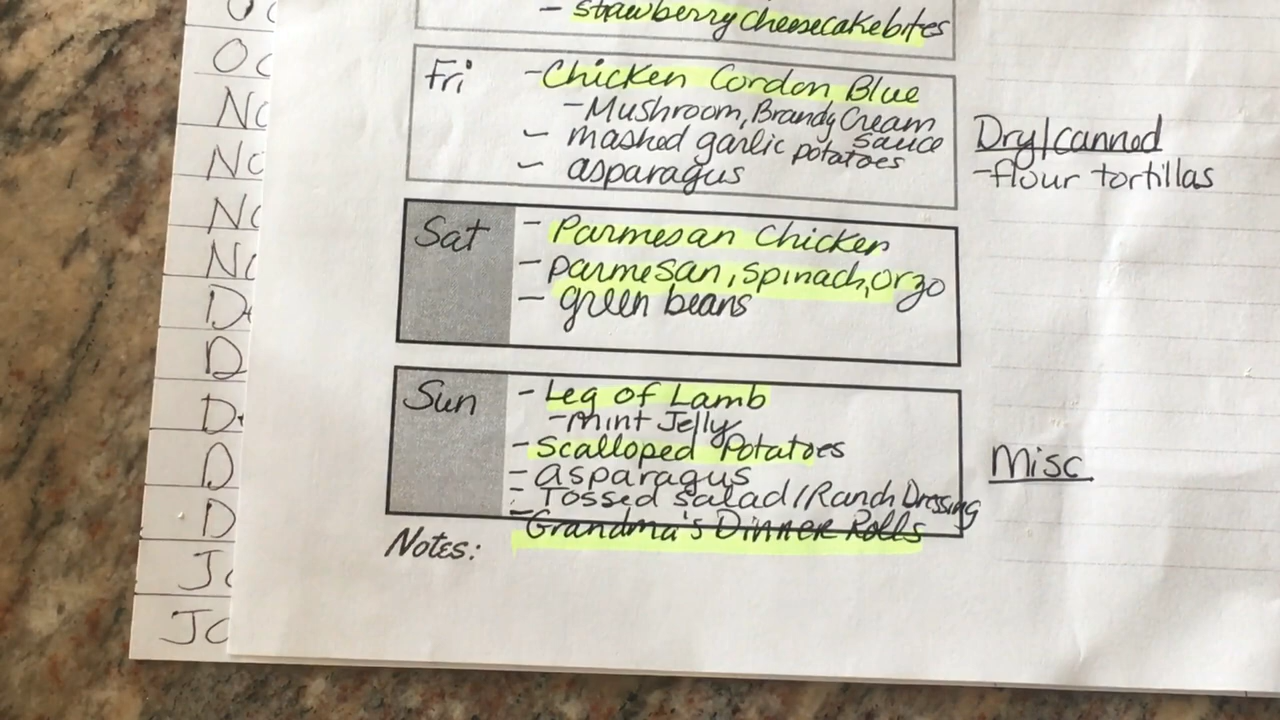 - strawberry cheesecake bites
Fri
- Chicken Cordon Blue
- Mushroom, Brandy Cream
sauce
- mashed garlic potatoes
- asparagus
Dry/canned
- flour tortillas
Sat
- Parmesan Chicken
- parmesan, spinach, orzo
- green beans
Sun
- Leg of Lamb
- mint Jelly
- Scalloped Potatoes
- asparagus
- Tossed salad / Ranch Dressing
- Grandma's Dinner Rolls
Misc.
Notes: